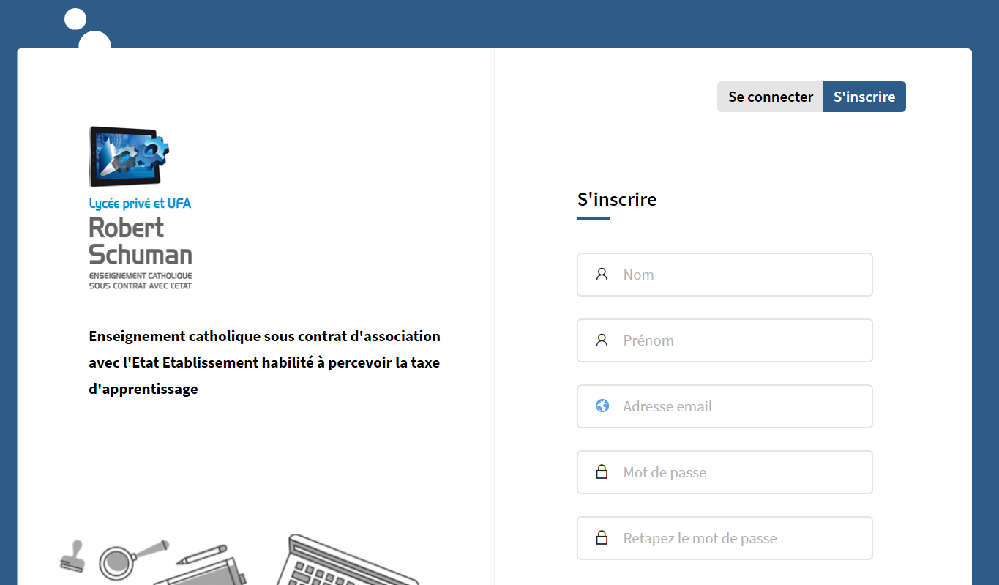 Lycée privé et UFA
Robert
Schuman
ENSEIGNEMENT CATHOLIQUE
SOUS CONTRAT AVEC L'ETAT
Enseignement catholique sous contrat d'association
avec l'Etat Etablissement habilité à percevoir la taxe
d'apprentissage
Se connecter
S'inscrire
S'inscrire
Nom
Prénom
Adresse email
Mot de passe
Retapez le mot de passe